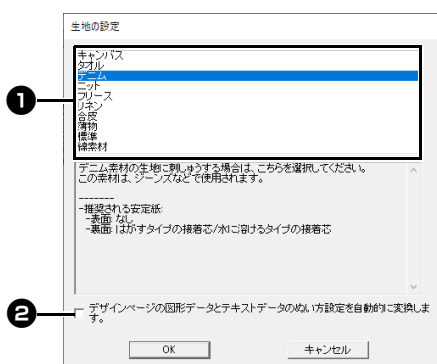 生地の設定
キャンバス
タオル
デニム
ニット
フリース
リネン
合皮
薄物
標準
綿素材
1
デニム素材の生地に刺しゅうする場合は、こちらを選択してください。
この素材は、ジーンズなどで使用されます。
-------
-推奨される安定紙:
-表面: なし
-裏面: はがすタイプの接着芯/水に溶けるタイプの接着芯
2
デザインページの図形データとテキストデータのぬい方設定を自動的に変換しま
す。
OK
キャンセル